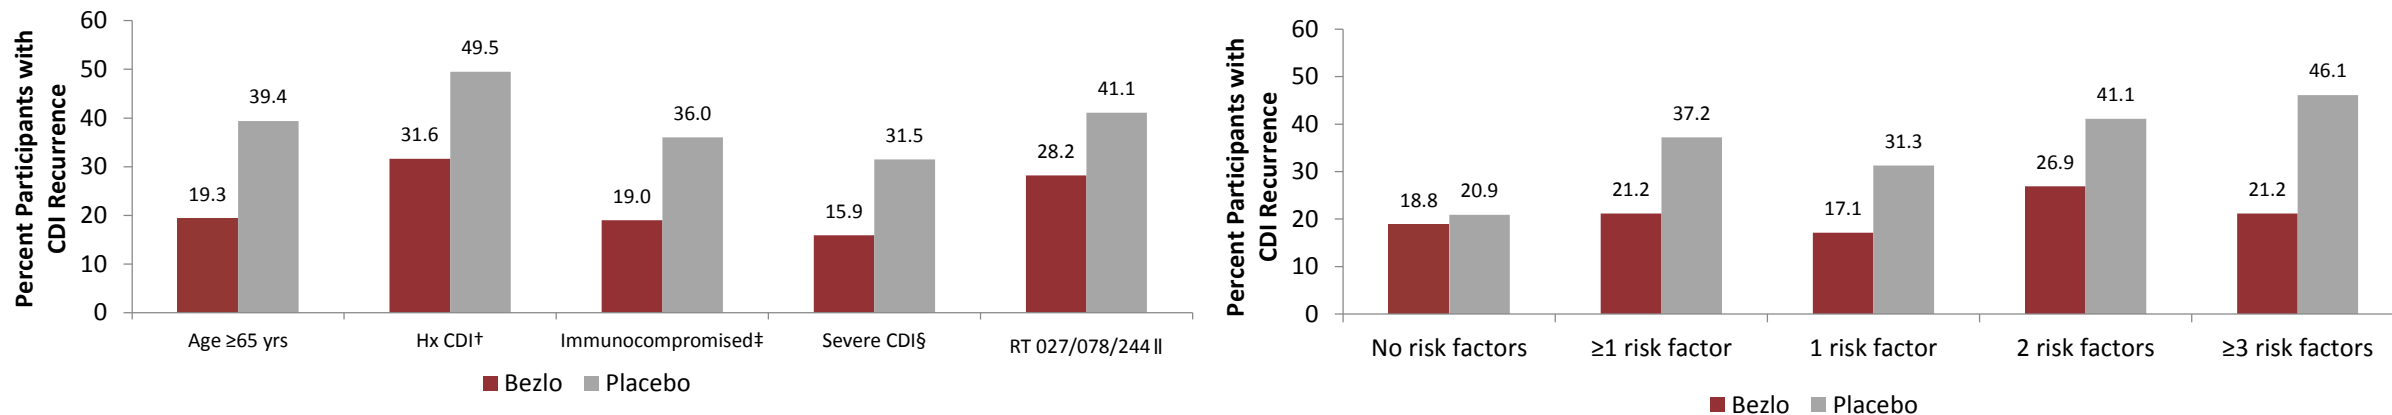 Percent Participants with
CDI Recurrence
60
50
40
30
20
10
0
19.3
39.4
31.6
49.5
19.0
36.0
15.9
31.5
28.2
41.1
Age ≥65 yrs
Hx CDI†
Immunocompromised‡
Severe CDI§
RT 027/078/244ǁ
Bezlo
Placebo
Percent Participants with
CDI Recurrence
60
50
40
30
20
10
0
18.8
20.9
21.2
37.2
17.1
31.3
26.9
41.1
21.2
46.1
No risk factors
≥1 risk factor
1 risk factor
2 risk factors
≥3 risk factors
Bezlo
Placebo